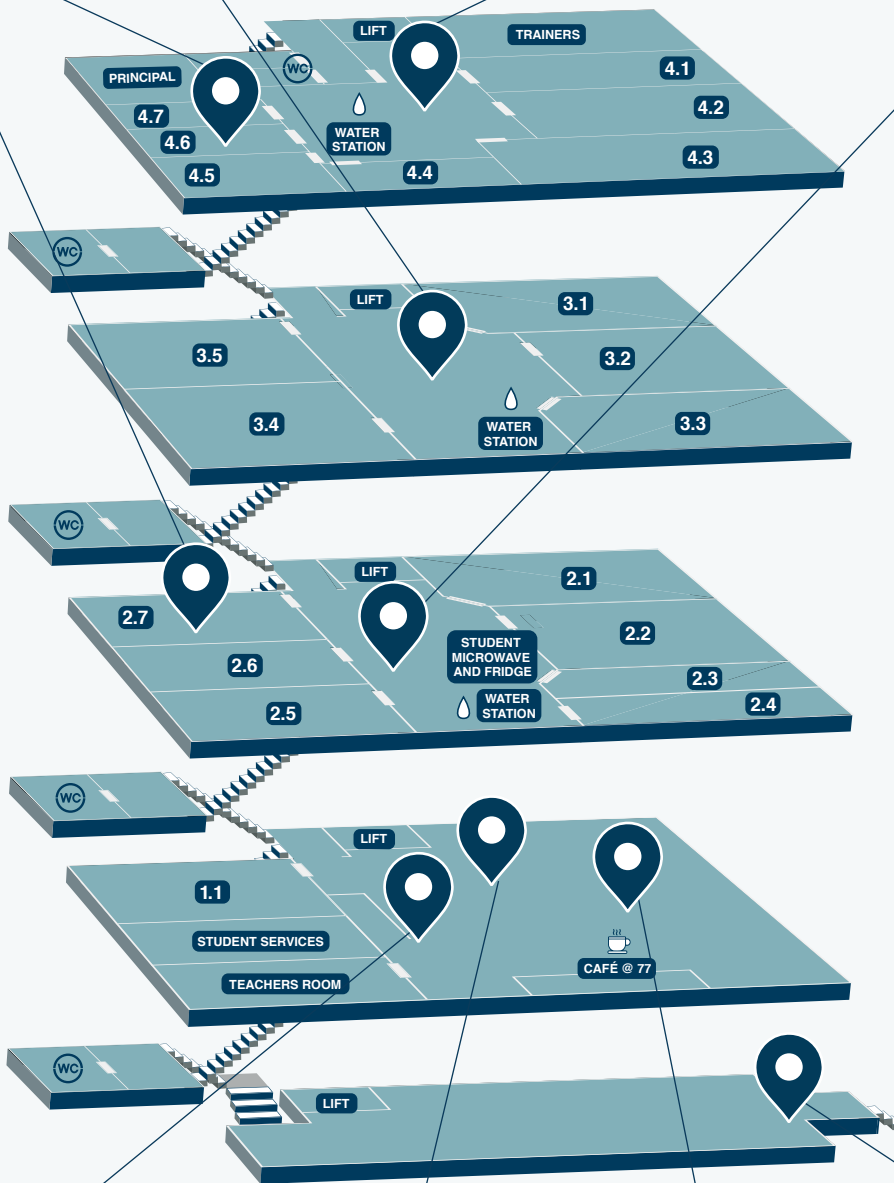 LIFT
TRAINERS
PRINCIPAL
WC
4.1
4.7
4.2
4.6
WATER
STATION
4.5
4.4
4.3
WC
LIFT
3.1
3.5
3.2
3.4
WATER
STATION
3.3
WC
LIFT
2.1
2.7
2.2
2.6
STUDENT
MICROWAVE
AND FRIDGE
2.3
2.5
WATER
STATION
2.4
WC
LIFT
1.1
STUDENT SERVICES
TEACHERS ROOM
CAFÉ @ 77
WC
LIFT